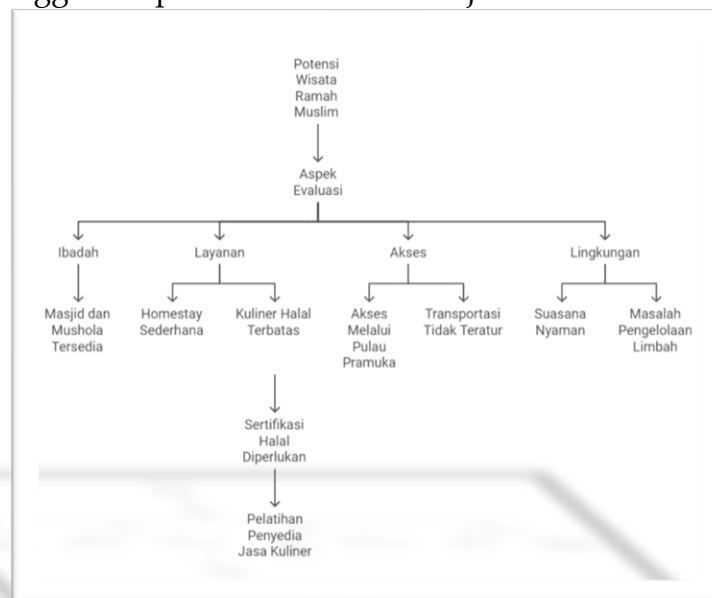 Potensi
Wisata
Ramah
Muslim
Aspek
Evaluasi
Ibadah
Layanan
Akses
Lingkungan
Masjid dan
Mushola
Tersedia
Homestay
Sederhana
Kuliner Halal
Terbatas
Akses
Melalui
Pulau
Pramuka
Transportasi
Tidak Teratur
Suasana
Nyaman
Masalah
Pengelolaan
Limbah
Sertifikasi
Halal
Diperlukan
Pelatihan
Penyedia
Jasa Kuliner